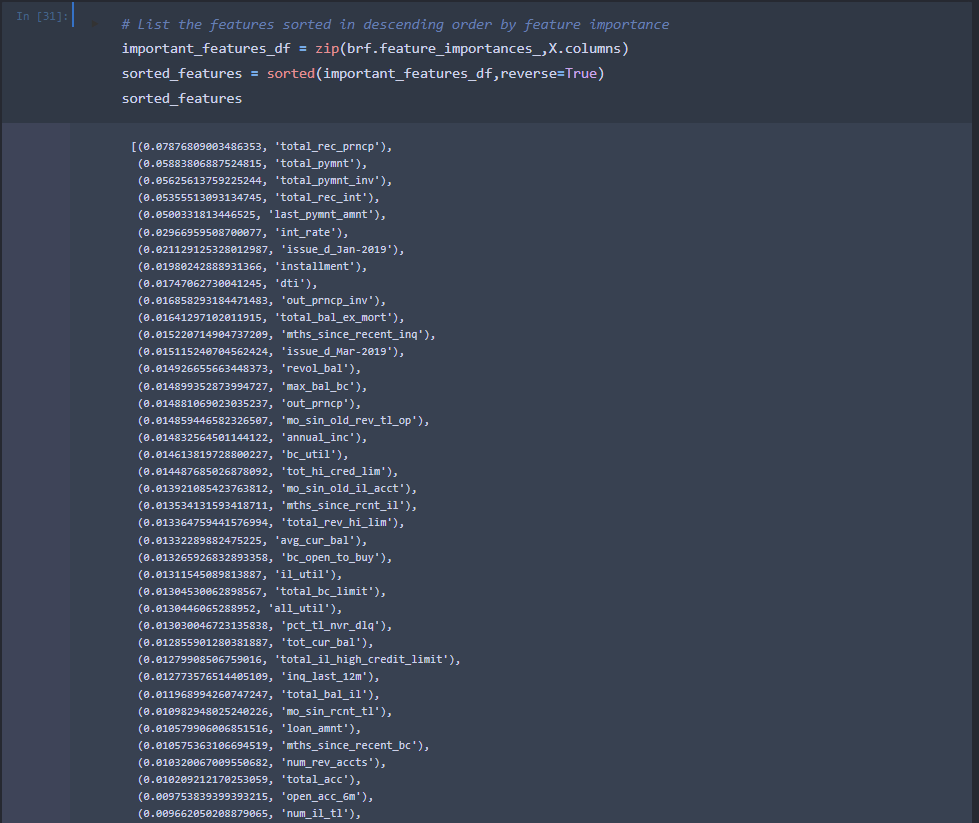 In [31]:
# List the features sorted in descending order by feature importance
important_features_df = zip(brf.feature_importances_,X.columns)
sorted_features = sorted(important_features_df,reverse=True)
sorted_features
[(0.07876809003486353, 'total_rec_prncp'),
(0.05883806887524815, 'total_pymnt'),
(0.05625613759225244, 'total_pymnt_inv'),
(0.05355513093134745, 'total_rec_int'),
(0.0500331813446525, 'last_pymnt_amnt'),
(0.02966959508700077, 'int_rate'),
(0.021129125328012987, 'issue_d_Jan-2019'),
(0.01980242888931366, 'installment'),
(0.01747062730041245, 'dti'),
(0.016858293184471483, 'out_prncp_inv'),
(0.01641297102011915, 'total_bal_ex_mort'),
(0.015220714904737209, 'mths_since_recent_inq'),
(0.015115240704562424, 'issue_d_Mar-2019'),
(0.014926655663448373, 'revol_bal'),
(0.014899352873994727, 'max_bal_bc'),
(0.014881069023035237, 'out_prncp'),
(0.014859446582326507, 'mo_sin_old_rev_tl_op'),
(0.014832564501144122, 'annual_inc'),
(0.014613819728800227, 'bc_util'),
(0.014487685026878092, 'tot_hi_cred_lim'),
(0.013921085423763812, 'mo_sin_old_il_acct'),
(0.013534131593418711, 'mths_since_rcnt_il'),
(0.013364759441576994, 'total_rev_hi_lim'),
(0.01332289882475225, 'avg_cur_bal'),
(0.013265926832893358, 'bc_open_to_buy'),
(0.01311545089813887, 'il_util'),
(0.01304530062898567, 'total_bc_limit'),
(0.0130446065288952, 'all_util'),
(0.013030046723135838, 'pct_tl_nvr_dlq'),
(0.012855901280381887, 'tot_cur_bal'),
(0.01279908506759016, 'total_il_high_credit_limit'),
(0.012773576514405109, 'inq_last_12m'),
(0.011968994260747247, 'total_bal_il'),
(0.010982948025240226, 'mo_sin_rcnt_tl'),
(0.010579906006851516, 'loan_amnt'),
(0.010575363106694519, 'mths_since_recent_bc'),
(0.010320067009550682, 'num_rev_accts'),
(0.010209212170253059, 'total_acc'),
(0.009753839399393215, 'open_acc_6m'),
(0.009662050208879065, 'num_il_tl'),